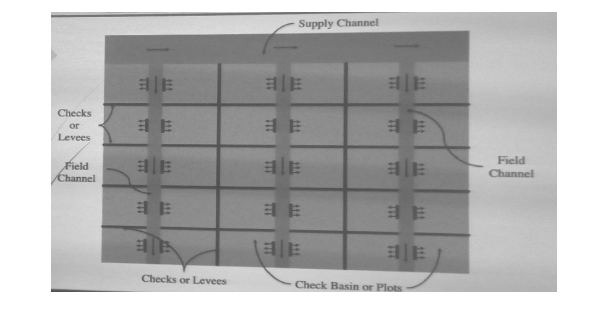 Supply Channel
Checks
or
Levees
Field
Channel
Field
Channel
Checks or Levees
Check Basin or Plots